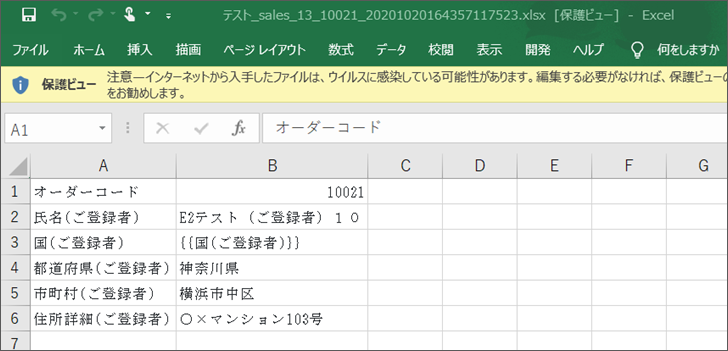 テスト_sales_13_10021_20201020164357117523.xlsx [保護ビュー] - Excel
ファイル ホーム 挿入 描画 ページ レイアウト 数式 データ 校閲 表示 開発 ヘルプ 何をしますか
保護ビュー 注意—インターネットから入手したファイルは、ウイルスに感染している可能性があります。編集する必要がなければ、保護ビューの
をお勧めします。
A1 fx オーダーコード
A B C D E F G
1 オーダーコード 10021
2 氏名(ご登録者) E2テスト（ご登録者）１０
3 国(ご登録者) {{国(ご登録者)}}
4 都道府県(ご登録者) 神奈川県
5 市町村(ご登録者) 横浜市中区
6 住所詳細(ご登録者) 〇×マンション103号
7